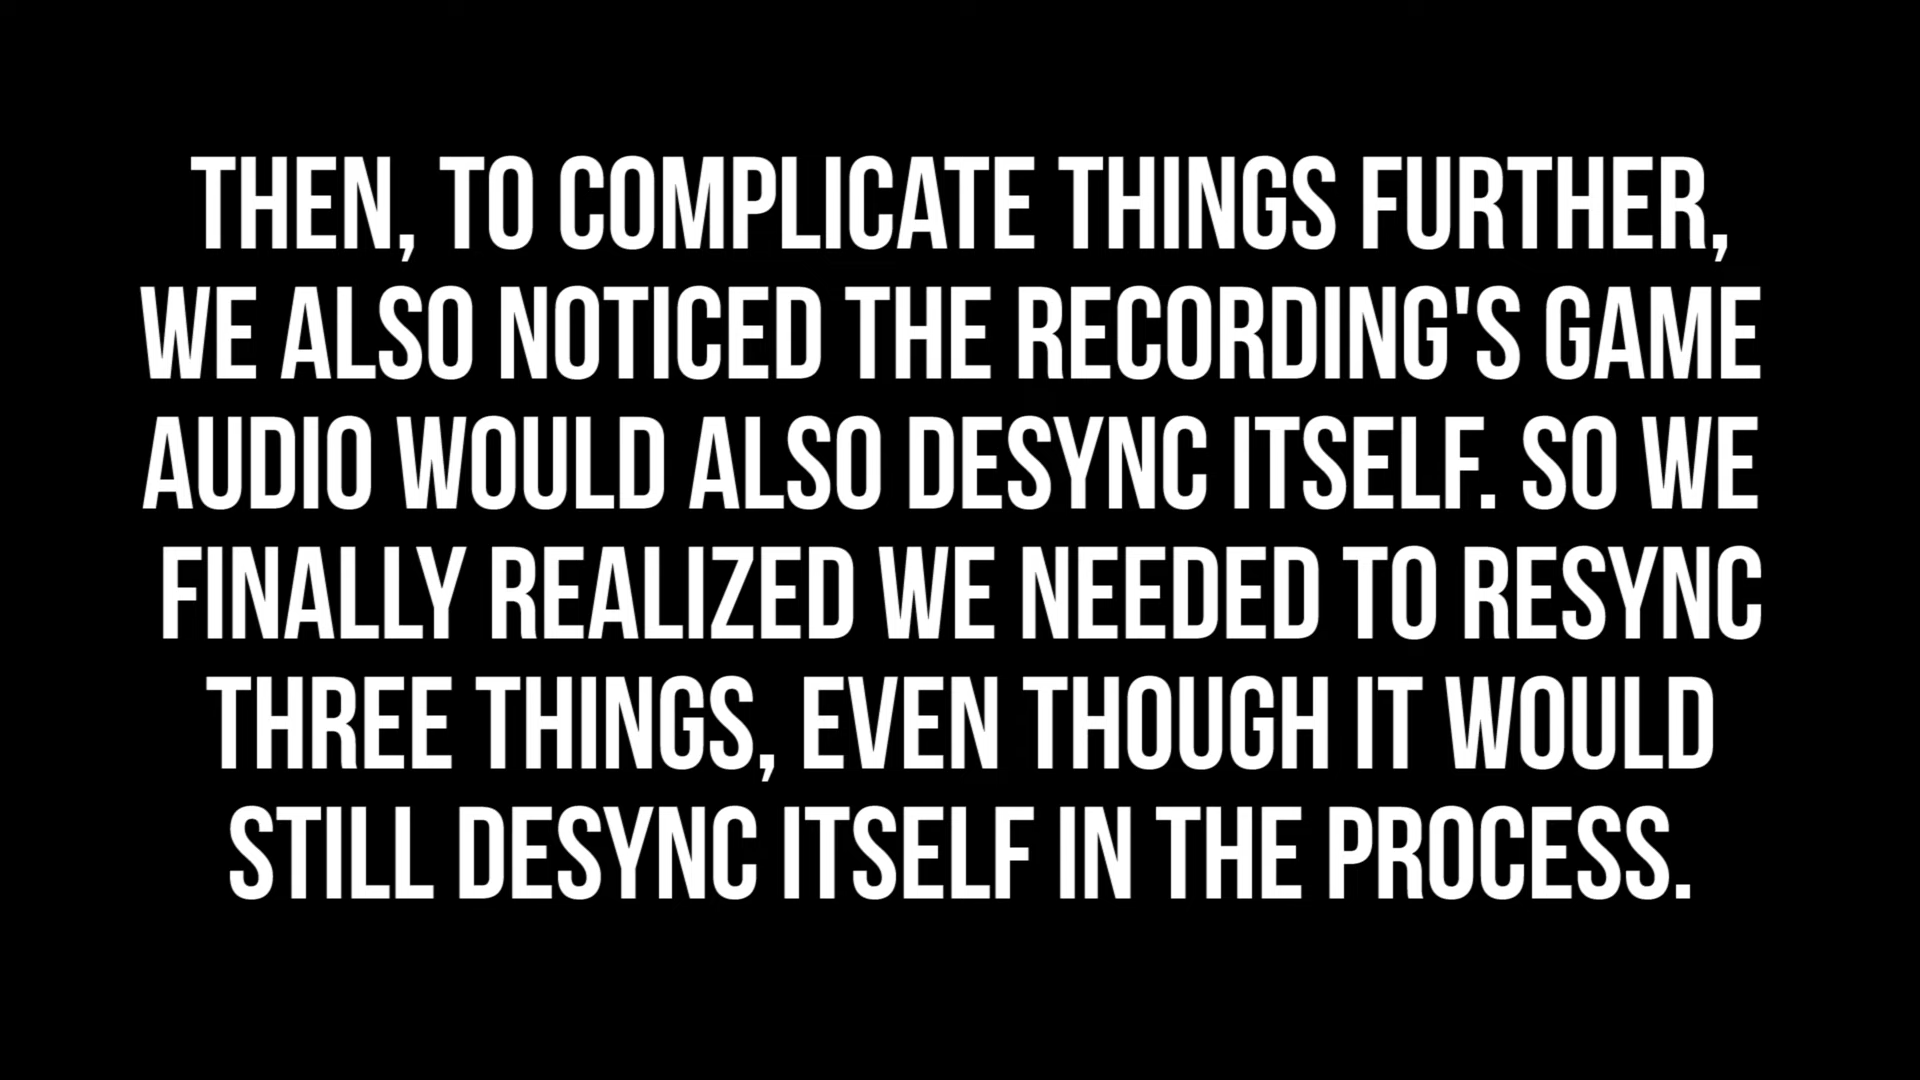 THEN, TO COMPLICATE THINGS FURTHER,
WE ALSO NOTICED THE RECORDING'S GAME
AUDIO WOULD ALSO DESYNC ITSELF. SO WE
FINALLY REALIZED WE NEEDED TO RESYNC
THREE THINGS, EVEN THOUGH IT WOULD
STILL DESYNC ITSELF IN THE PROCESS.